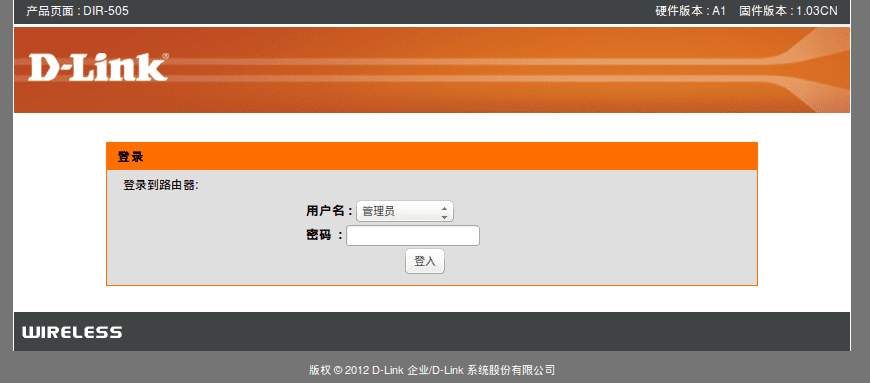 产品页面 : DIR-505 硬件版本 : A1 固件版本 : 1.03CN
D-Link®
登录
登录到路由器:
用户名 : 管理员
密码 :
登入
WIRELESS
版权 © 2012 D-Link 企业/D-Link 系统股份有限公司